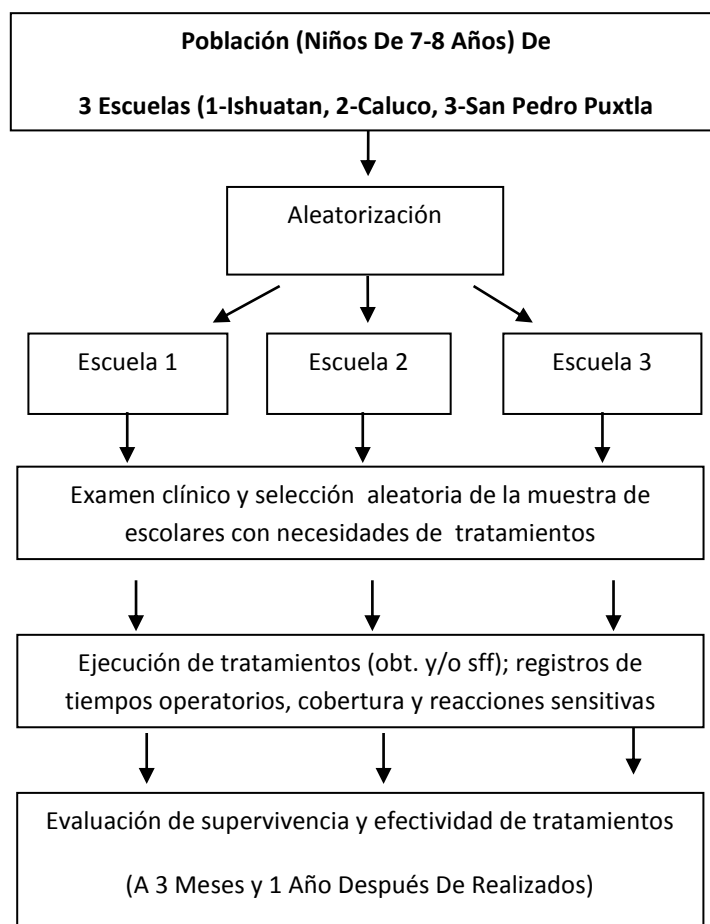 Población (Niños De 7-8 Años) De
3 Escuelas (1-Ishuatan, 2-Caluco, 3-San Pedro Puxtla
Aleatorización
Escuela 1
Escuela 2
Escuela 3
Examen clínico y selección aleatoria de la muestra de
escolares con necesidades de tratamientos
Ejecución de tratamientos (obt. y/o sff); registros de
tiempos operatorios, cobertura y reacciones sensitivas
Evaluación de supervivencia y efectividad de tratamientos
(A 3 Meses y 1 Año Después De Realizados)